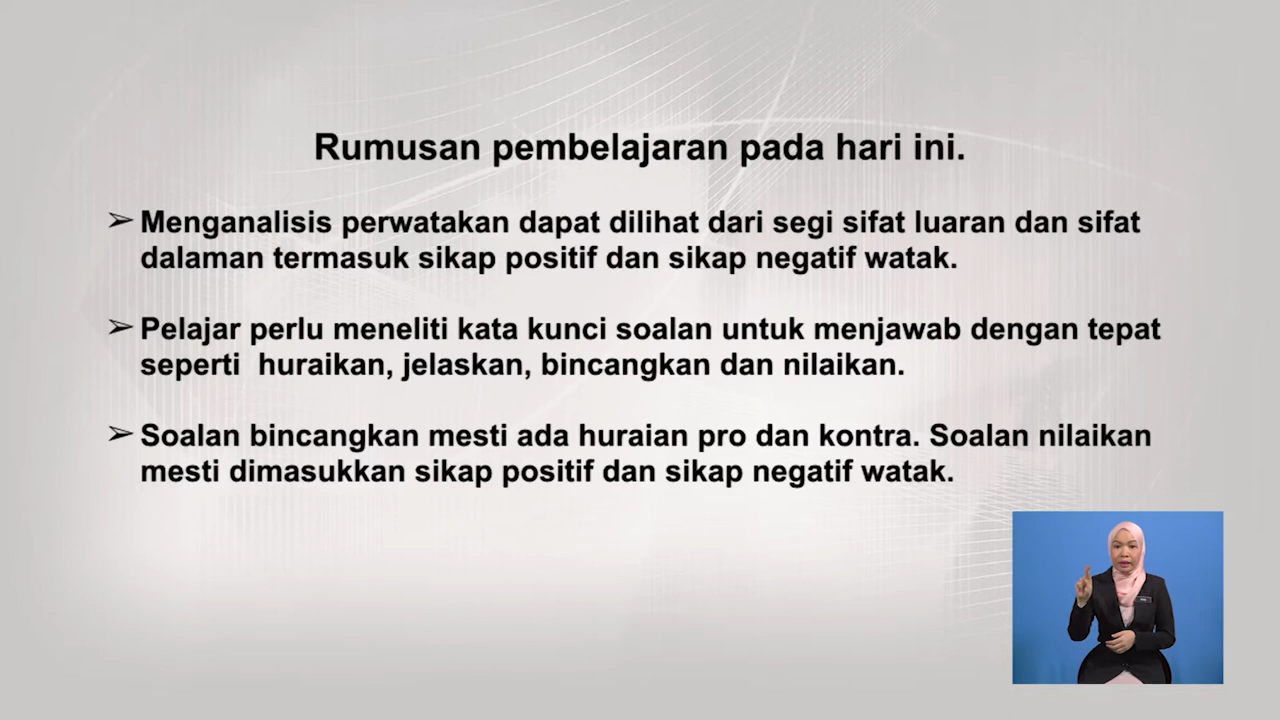 Rumusan pembelajaran pada hari ini.
➢ Menganalisis perwatakan dapat dilihat dari segi sifat luaran dan sifat
dalaman termasuk sikap positif dan sikap negatif watak.
➢ Pelajar perlu meneliti kata kunci soalan untuk menjawab dengan tepat
seperti  huraikan, jelaskan, bincangkan dan nilaikan.
➢ Soalan bincangkan mesti ada huraian pro dan kontra. Soalan nilaikan
mesti dimasukkan sikap positif dan sikap negatif watak.